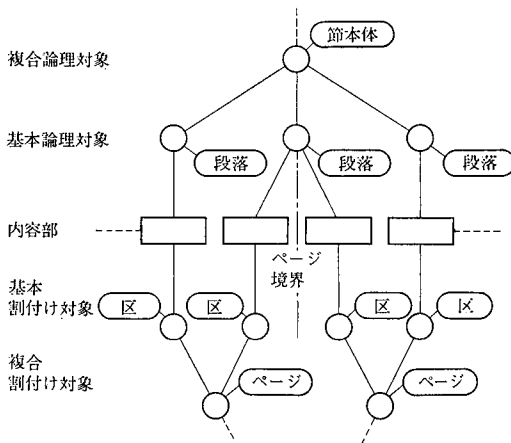 節本体
複合論理対象
基本論理対象
段落 段落 段落
内容部
ページ
境界
基本
割付け対象
区 区 区 区
複合
割付け対象
ページ ページ